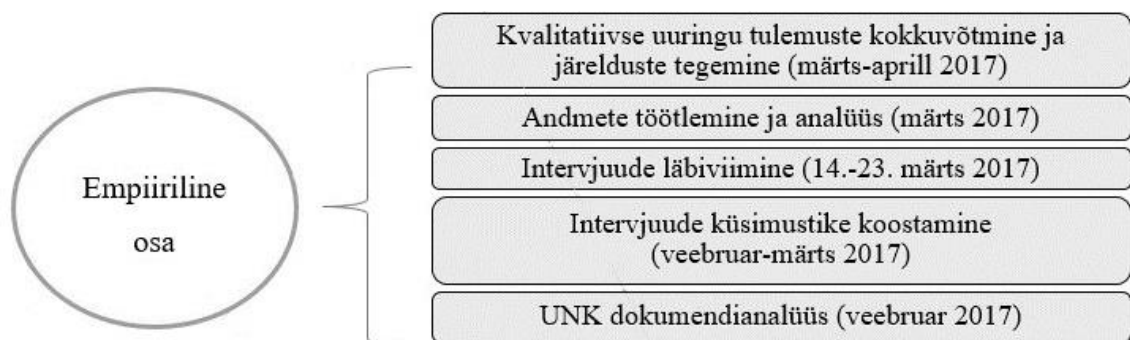 Empiiriline
osa
Kvalitatiivse uuringu tulemuste kokkuvõtmine ja
järelduste tegemine (märts-aprill 2017)
Andmete töötlemine ja analüüs (märts 2017)
Intervjuude läbiviimine (14.-23. märts 2017)
Intervjuude küsimustike koostamine
(veebruar-märts 2017)
UNK dokumendianalüüs (veebruar 2017)